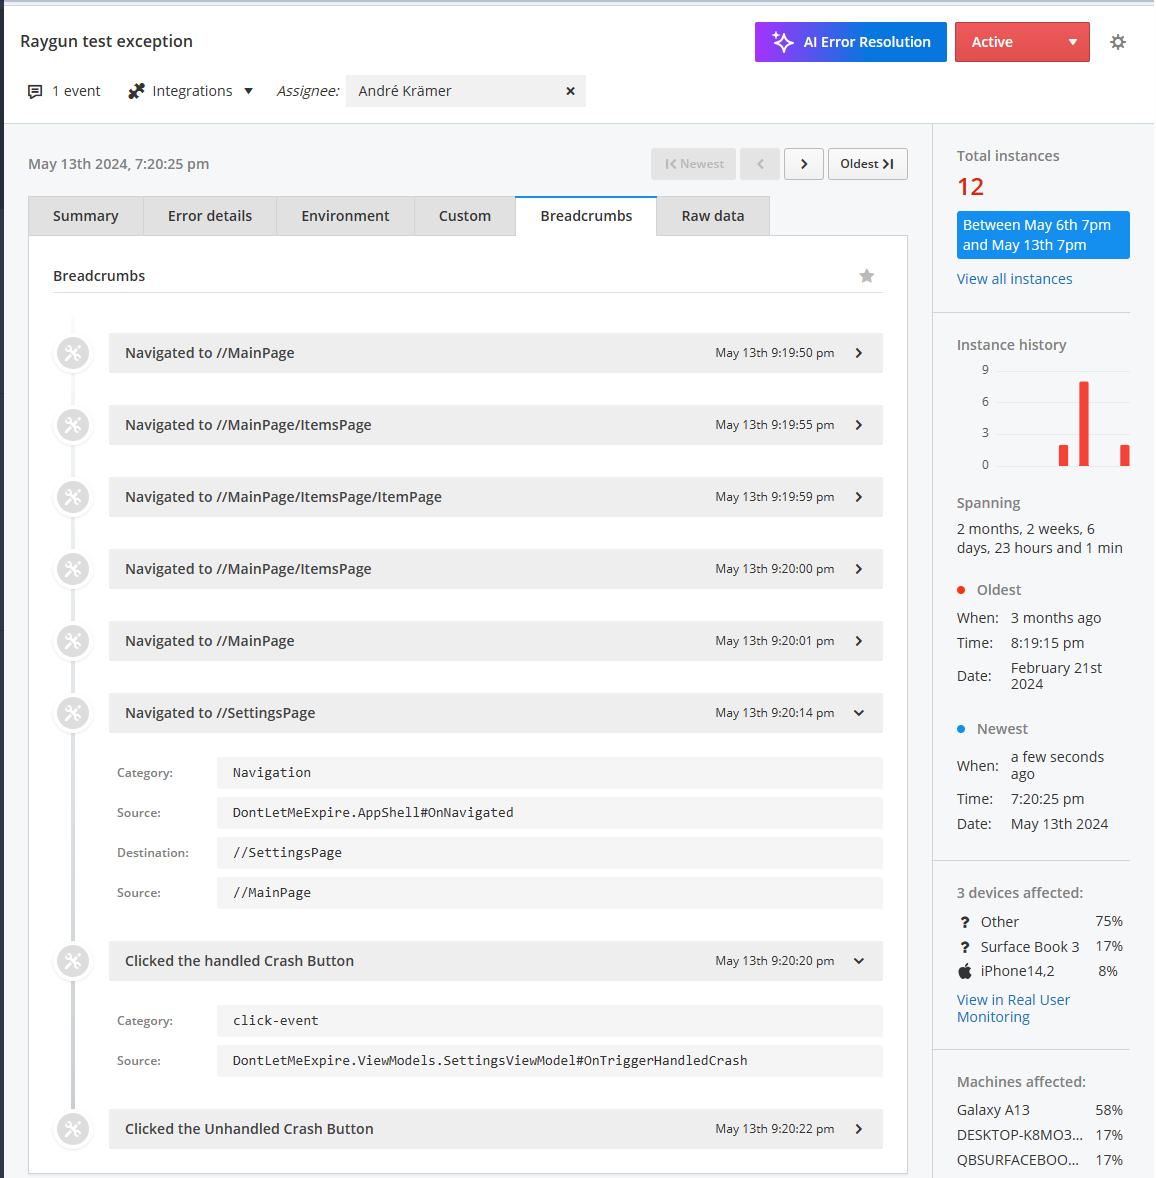 Raygun test exception
AI Error Resolution
Active
1 event
Integrations
Assignee:
André Krämer
May 13th 2024, 7:20:25 pm
Newest
Oldest
Summary
Error details
Environment
Custom
Breadcrumbs
Raw data
Breadcrumbs
Navigated to //MainPage May 13th 9:19:50 pm
Navigated to //MainPage/ItemsPage May 13th 9:19:55 pm
Navigated to //MainPage/ItemsPage/ItemPage May 13th 9:19:59 pm
Navigated to //MainPage/ItemsPage May 13th 9:20:00 pm
Navigated to //MainPage May 13th 9:20:01 pm
Navigated to //SettingsPage May 13th 9:20:14 pm
Category: Navigation
Source: DontLetMeExpire.AppShell#OnNavigated
Destination: //SettingsPage
Source: //MainPage
Clicked the handled Crash Button May 13th 9:20:20 pm
Category: click-event
Source: DontLetMeExpire.ViewModels.SettingsViewModel#OnTriggerHandledCrash
Clicked the Unhandled Crash Button May 13th 9:20:22 pm
Total instances
12
Between May 6th 7pm
and May 13th 7pm
View all instances
Instance history
9
6
3
0
Spanning
2 months, 2 weeks, 6
days, 23 hours and 1 min
Oldest
When: 3 months ago
Time: 8:19:15 pm
Date: February 21st
2024
Newest
When: a few seconds
ago
Time: 7:20:25 pm
Date: May 13th 2024
3 devices affected:
? Other 75%
? Surface Book 3 17%
iPhone14,2 8%
View in Real User
Monitoring
Machines affected:
Galaxy A13 58%
DESKTOP-K8MO3... 17%
QBSURFACEBOO... 17%